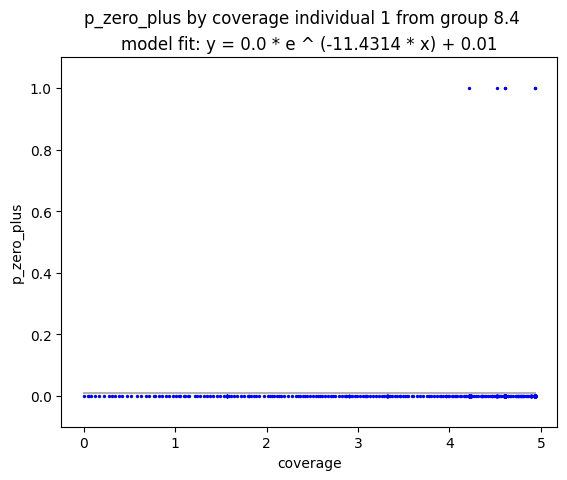 p_zero_plus by coverage individual 1 from group 8.4
model fit: y = 0.0 * e ^ (-11.4314 * x) + 0.01
1.0
0.8
0.6
0.4
0.2
0.0
p_zero_plus
0 1 2 3 4 5
coverage